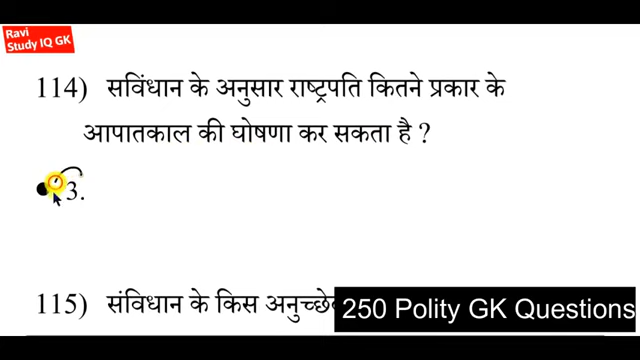 Ravi
Study IQ GK
114) सविंधान के अनुसार राष्ट्रपति कितने प्रकार के
आपातकाल की घोषणा कर सकता है ?
3.
115) संविधान के किस
250 Polity GK Questions